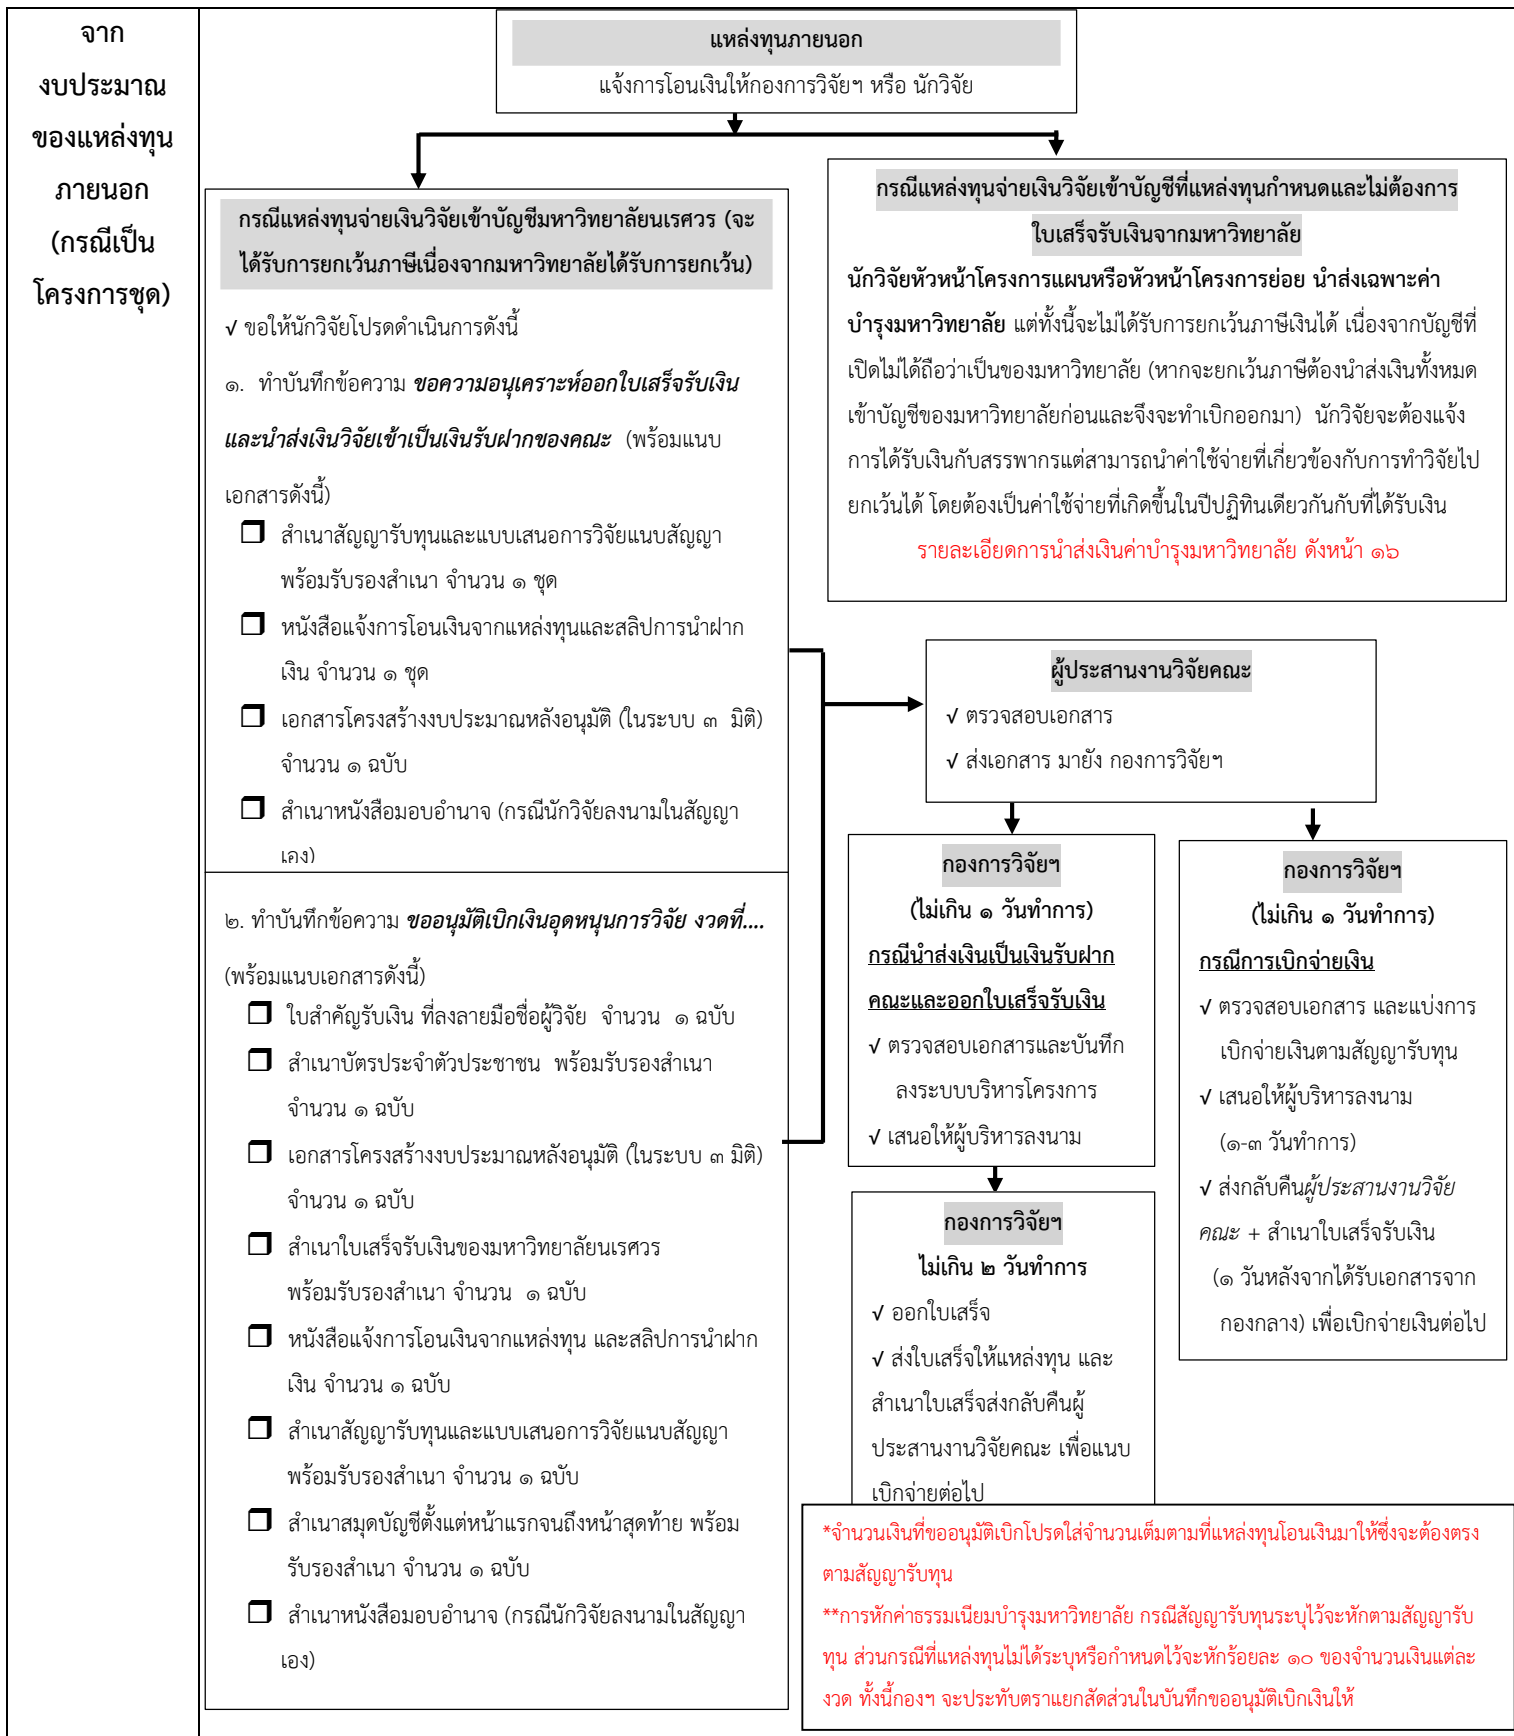 จาก
งบประมาณ
ของแหล่งทุน
ภายนอก
(กรณีเป็น
โครงการชุด)
แหล่งทุนภายนอก
แจ้งการโอนเงินให้กองการวิจัยฯ หรือ นักวิจัย
กรณีแหล่งทุนจ่ายเงินวิจัยเข้าบัญชีมหาวิทยาลัยนเรศวร (จะ
ได้รับการยกเว้นภาษีเนื่องจากมหาวิทยาลัยได้รับการยกเว้น)
√ ขอให้นักวิจัยโปรดดำเนินการดังนี้
๑. ทำบันทึกข้อความ ขอความอนุเคราะห์ออกใบเสร็จรับเงิน
และนำส่งเงินวิจัยเข้าเป็นเงินรับฝากของคณะ (พร้อมแนบ
เอกสารดังนี้)
❒ สำเนาสัญญารับทุนและแบบเสนอการวิจัยแนบสัญญา
พร้อมรับรองสำเนา จำนวน ๑ ชุด
❒ หนังสือแจ้งการโอนเงินจากแหล่งทุนและสลิปการนำฝาก
เงิน จำนวน ๑ ชุด
❒ เอกสารโครงสร้างงบประมาณหลังอนุมัติ (ในระบบ ๓ มิติ)
จำนวน ๑ ฉบับ
❒ สำเนาหนังสือมอบอำนาจ (กรณีนักวิจัยลงนามในสัญญา
เอง)
๒. ทำบันทึกข้อความ ขออนุมัติเบิกเงินอุดหนุนการวิจัย งวดที่....
(พร้อมแนบเอกสารดังนี้)
❒ ใบสำคัญรับเงิน ที่ลงลายมือชื่อผู้วิจัย จำนวน ๑ ฉบับ
❒ สำเนาบัตรประจำตัวประชาชน พร้อมรับรองสำเนา
จำนวน ๑ ฉบับ
❒ เอกสารโครงสร้างงบประมาณหลังอนุมัติ (ในระบบ ๓ มิติ)
จำนวน ๑ ฉบับ
❒ สำเนาใบเสร็จรับเงินของมหาวิทยาลัยนเรศวร
พร้อมรับรองสำเนา จำนวน ๑ ฉบับ
❒ หนังสือแจ้งการโอนเงินจากแหล่งทุน และสลิปการนำฝาก
เงิน จำนวน ๑ ฉบับ
❒ สำเนาสัญญารับทุนและแบบเสนอการวิจัยแนบสัญญา
พร้อมรับรองสำเนา จำนวน ๑ ฉบับ
❒ สำเนาสมุดบัญชีตั้งแต่หน้าแรกจนถึงหน้าสุดท้าย พร้อม
รับรองสำเนา จำนวน ๑ ฉบับ
❒ สำเนาหนังสือมอบอำนาจ (กรณีนักวิจัยลงนามในสัญญา
เอง)
กรณีแหล่งทุนจ่ายเงินวิจัยเข้าบัญชีที่แหล่งทุนกำหนดและไม่ต้องการ
ใบเสร็จรับเงินจากมหาวิทยาลัย
นักวิจัยหัวหน้าโครงการแผนหรือหัวหน้าโครงการย่อย นำส่งเฉพาะค่า
บำรุงมหาวิทยาลัย แต่ทั้งนี้จะไม่ได้รับการยกเว้นภาษีเงินได้ เนื่องจากบัญชีที่
เปิดไม่ได้ถือว่าเป็นของมหาวิทยาลัย (หากจะยกเว้นภาษีต้องนำส่งเงินทั้งหมด
เข้าบัญชีของมหาวิทยาลัยก่อนและจึงจะทำเบิกออกมา) นักวิจัยจะต้องแจ้ง
การได้รับเงินกับสรรพากรแต่สามารถนำค่าใช้จ่ายที่เกี่ยวข้องกับการทำวิจัยไป
ยกเว้นได้ โดยต้องเป็นค่าใช้จ่ายที่เกิดขึ้นในปีปฏิทินเดียวกันกับที่ได้รับเงิน
รายละเอียดการนำส่งเงินค่าบำรุงมหาวิทยาลัย ดังหน้า ๑๖
ผู้ประสานงานวิจัยคณะ
√ ตรวจสอบเอกสาร
√ ส่งเอกสาร มายัง กองการวิจัยฯ
กองการวิจัยฯ
(ไม่เกิน ๑ วันทำการ)
กรณีนำส่งเงินเป็นเงินรับฝาก
คณะและออกใบเสร็จรับเงิน
√ ตรวจสอบเอกสารและบันทึก
ลงระบบบริหารโครงการ
√ เสนอให้ผู้บริหารลงนาม
กองการวิจัยฯ
ไม่เกิน ๒ วันทำการ
√ ออกใบเสร็จ
√ ส่งใบเสร็จให้แหล่งทุน และ
สำเนาใบเสร็จส่งกลับคืนผู้
ประสานงานวิจัยคณะ เพื่อแนบ
เบิกจ่ายต่อไป
กองการวิจัยฯ
(ไม่เกิน ๑ วันทำการ)
กรณีการเบิกจ่ายเงิน
√ ตรวจสอบเอกสาร และแบ่งการ
เบิกจ่ายเงินตามสัญญารับทุน
√ เสนอให้ผู้บริหารลงนาม
(๑-๓ วันทำการ)
√ ส่งกลับคืนผู้ประสานงานวิจัย
คณะ + สำเนาใบเสร็จรับเงิน
(๑ วันหลังจากได้รับเอกสารจาก
กองกลาง) เพื่อเบิกจ่ายเงินต่อไป
*จำนวนเงินที่ขออนุมัติเบิกโปรดใส่จำนวนเต็มตามที่แหล่งทุนโอนเงินมาให้ซึ่งจะต้องตรง
ตามสัญญารับทุน
**การหักค่าธรรมเนียมบำรุงมหาวิทยาลัย กรณีสัญญารับทุนระบุไว้จะหักตามสัญญารับ
ทุน ส่วนกรณีที่แหล่งทุนไม่ได้ระบุหรือกำหนดไว้จะหักร้อยละ ๑๐ ของจำนวนเงินแต่ละ
งวด ทั้งนี้กองฯ จะประทับตราแยกสัดส่วนในบันทึกขออนุมัติเบิกเงินให้